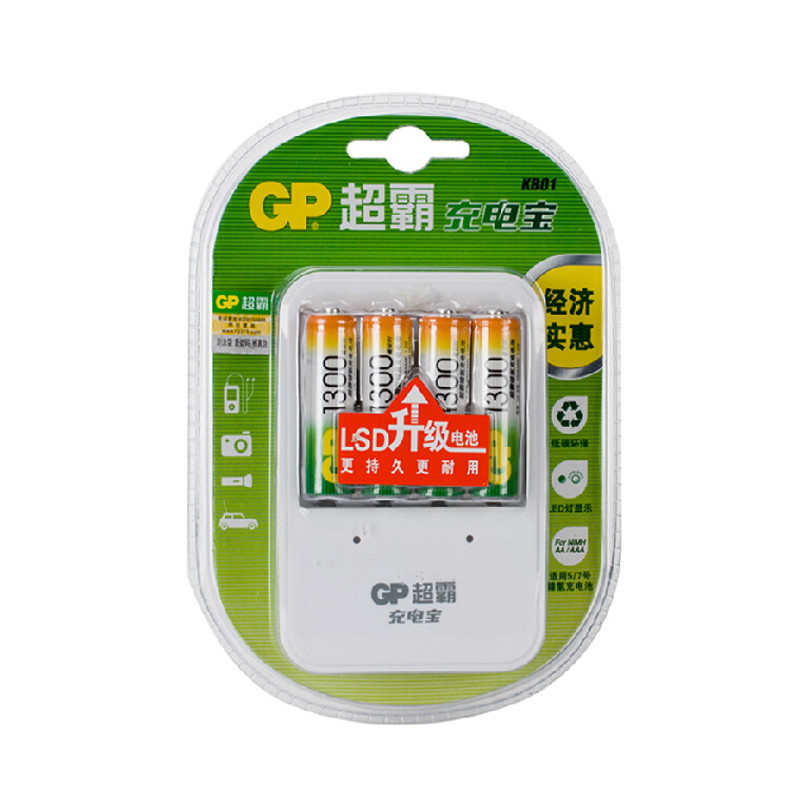 KB01
GP超霸 充电宝
GP超霸
经济
实惠
1300 1300 1300 1300
LSD升级电池
更持久更耐用
低碳环保
LED灯显示
For NiMH
AA / AAA
适用5/7号
镍氢充电池
GP超霸
充电宝